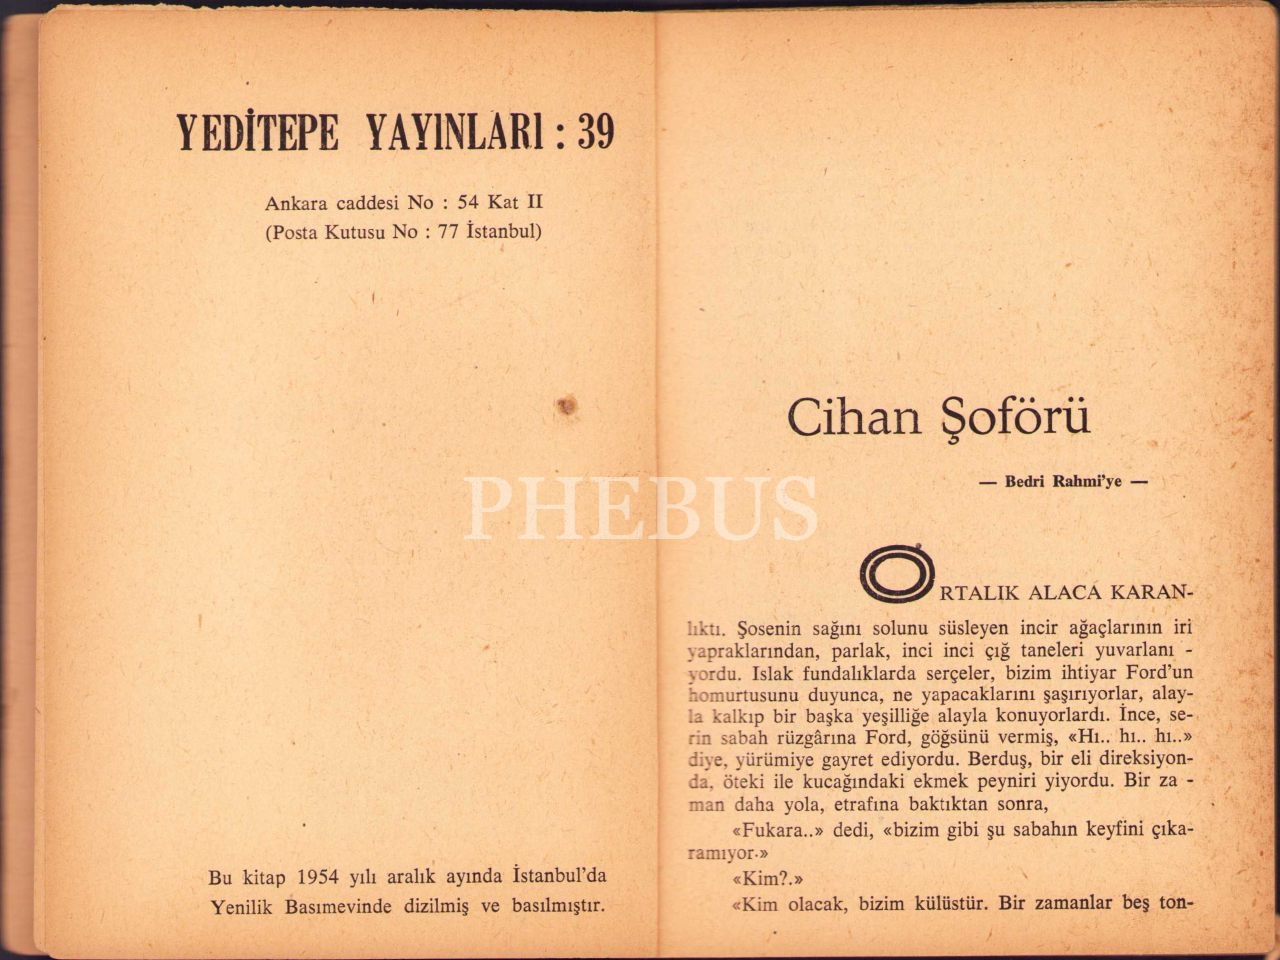 YEDİTEPE YAYINLARI : 39
Ankara caddesi No : 54 Kat II
(Posta Kutusu No : 77 İstanbul)
Bu kitap 1954 yılı aralık ayında İstanbul'da
Yenilik Basımevinde dizilmiş ve basılmıştır.
PHEBUS
Cihan Şoförü
— Bedri Rahmi'ye —
ORTALIK ALACA KARAN-
lıktı. Şosenin sağını solunu süsleyen incir ağaçlarının iri
yapraklarından, parlak, inci inci çığ taneleri yuvarlanı -
yordu. Islak fundalıklarda serçeler, bizim ihtiyar Ford'un
homurtusunu duyunca, ne yapacaklarını şaşırıyorlar, alay-
la kalkıp bir başka yeşilliğe alayla konuyorlardı. İnce, se-
rin sabah rüzgârına Ford, göğsünü vermiş, «Hı.. hı.. hı..»
diye, yürümiye gayret ediyordu. Berduş, bir eli direksiyon-
da, öteki ile kucağındaki ekmek peyniri yiyordu. Bir za -
man daha yola, etrafına baktıktan sonra,
«Fukara..» dedi, «bizim gibi şu sabahın keyfini çıka-
ramıyor.»
«Kim?.»
«Kim olacak, bizim külüstür. Bir zamanlar beş ton-